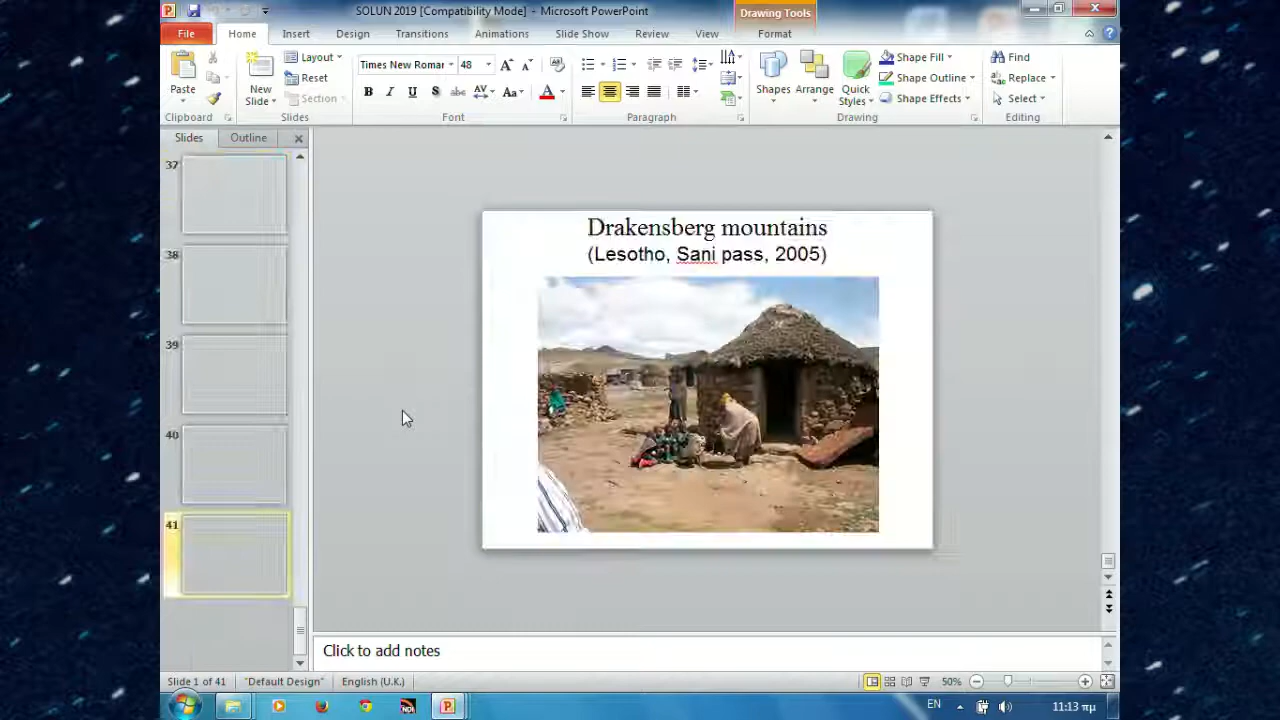 SOLUN 2019 [Compatibility Mode] - Microsoft PowerPoint
Drawing Tools
File Home Insert Design Transitions Animations Slide Show Review View Format
Paste
Clipboard
New Slide
Layout
Reset
Section
Slides
Times New Roman 48
Font
Paragraph
Shapes Arrange Quick Styles
Shape Fill
Shape Outline
Shape Effects
Drawing
Find
Replace
Select
Editing
Slides Outline
37
38
39
40
41
Drakensberg mountains
(Lesotho, Sani pass, 2005)
Click to add notes
Slide 1 of 41 "Default Design" English (U.K.) 50%
EN 11:13 πμ